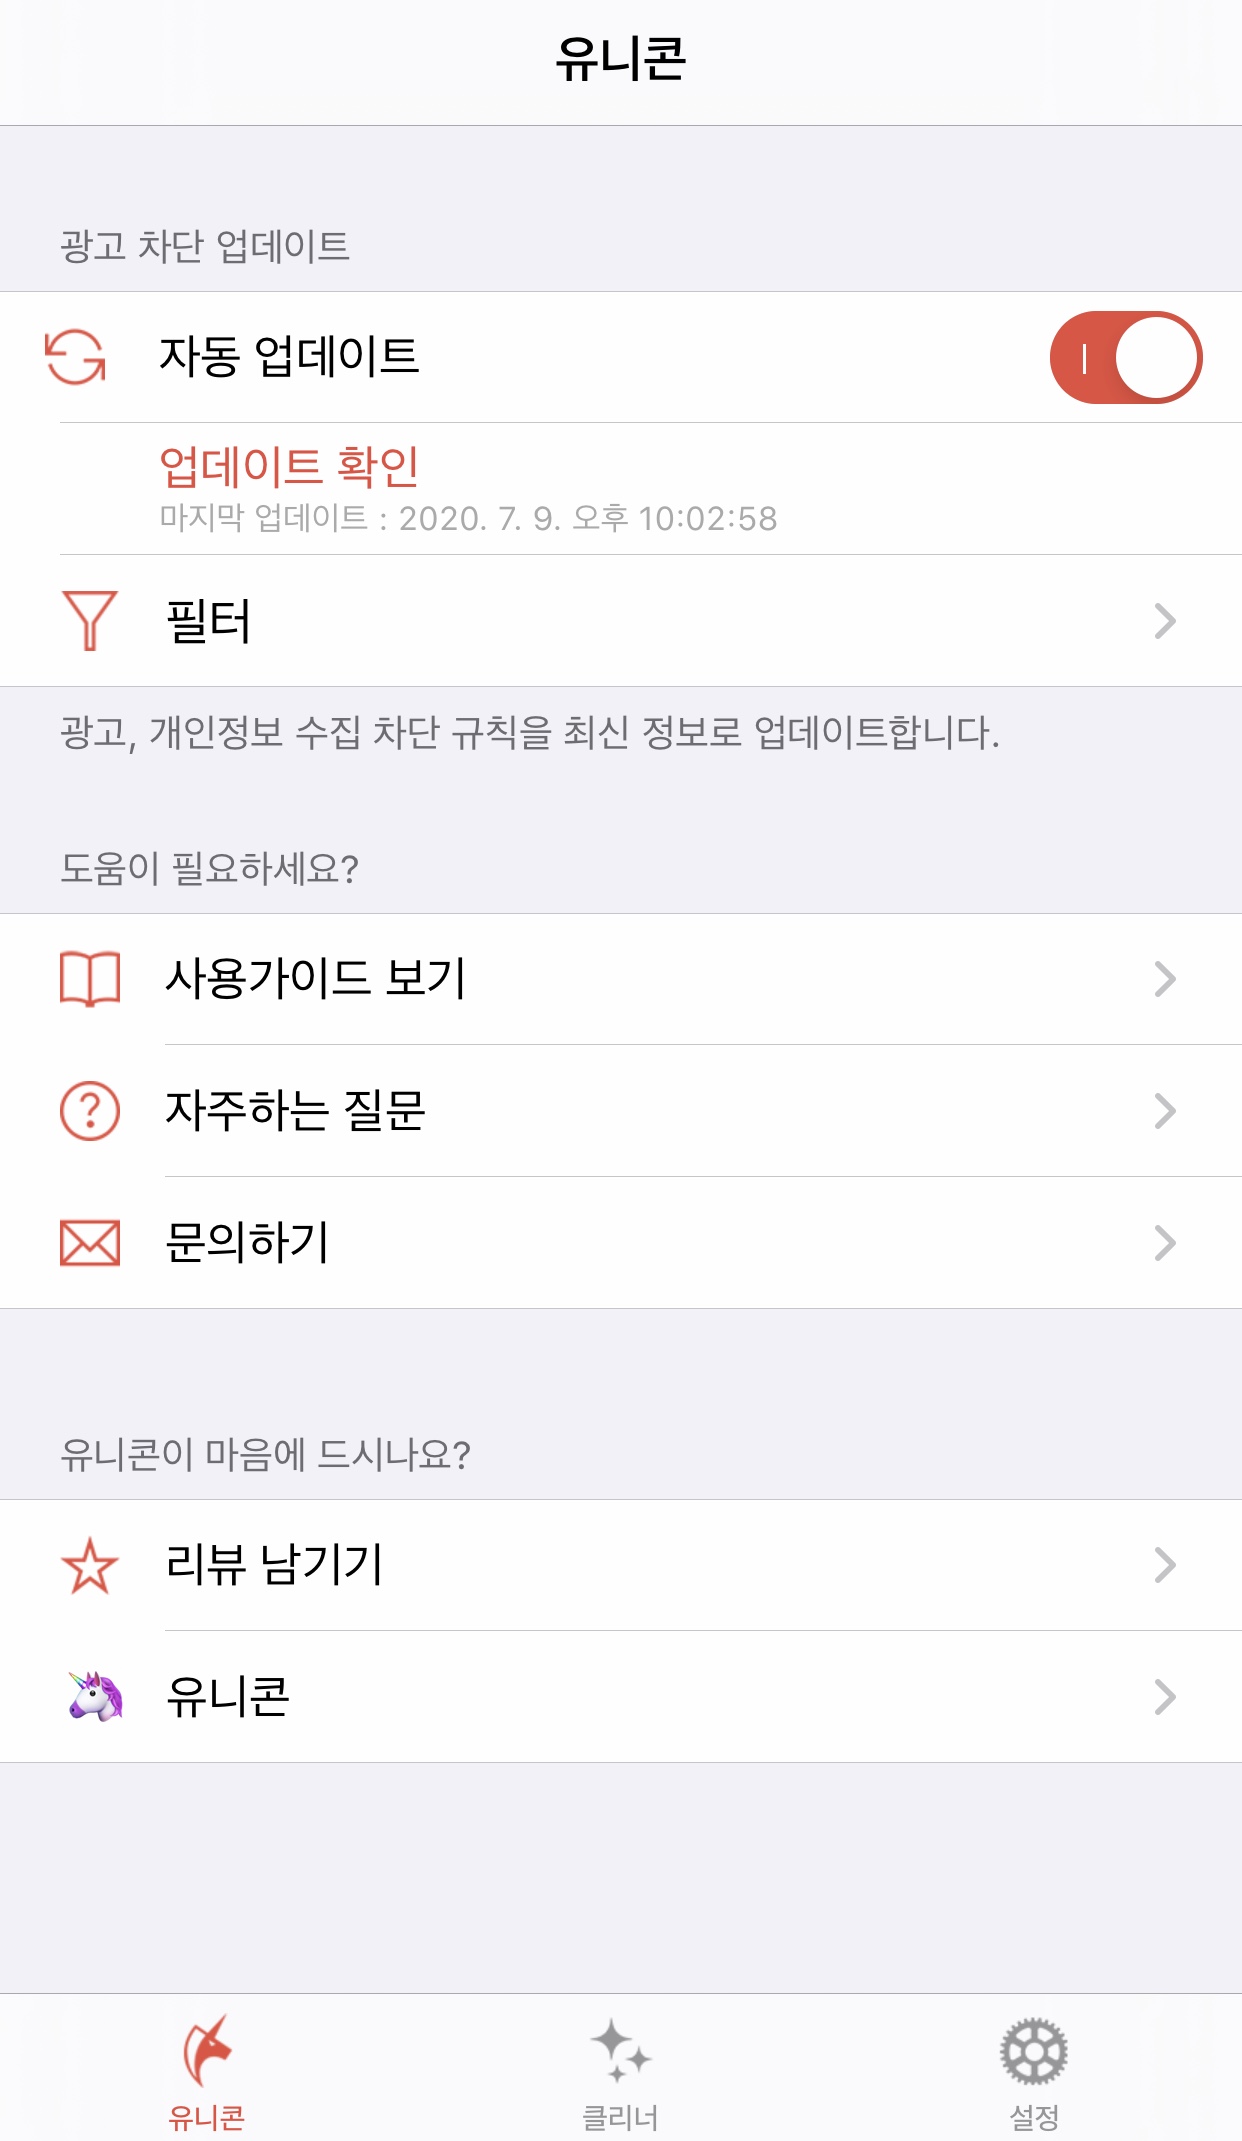 유니콘
광고 차단 업데이트
자동 업데이트
업데이트 확인
마지막 업데이트 : 2020. 7. 9. 오후 10:02:58
필터
광고, 개인정보 수집 차단 규칙을 최신 정보로 업데이트합니다.
도움이 필요하세요?
사용가이드 보기
자주하는 질문
문의하기
유니콘이 마음에 드시나요?
리뷰 남기기
유니콘
유니콘
클리너
설정